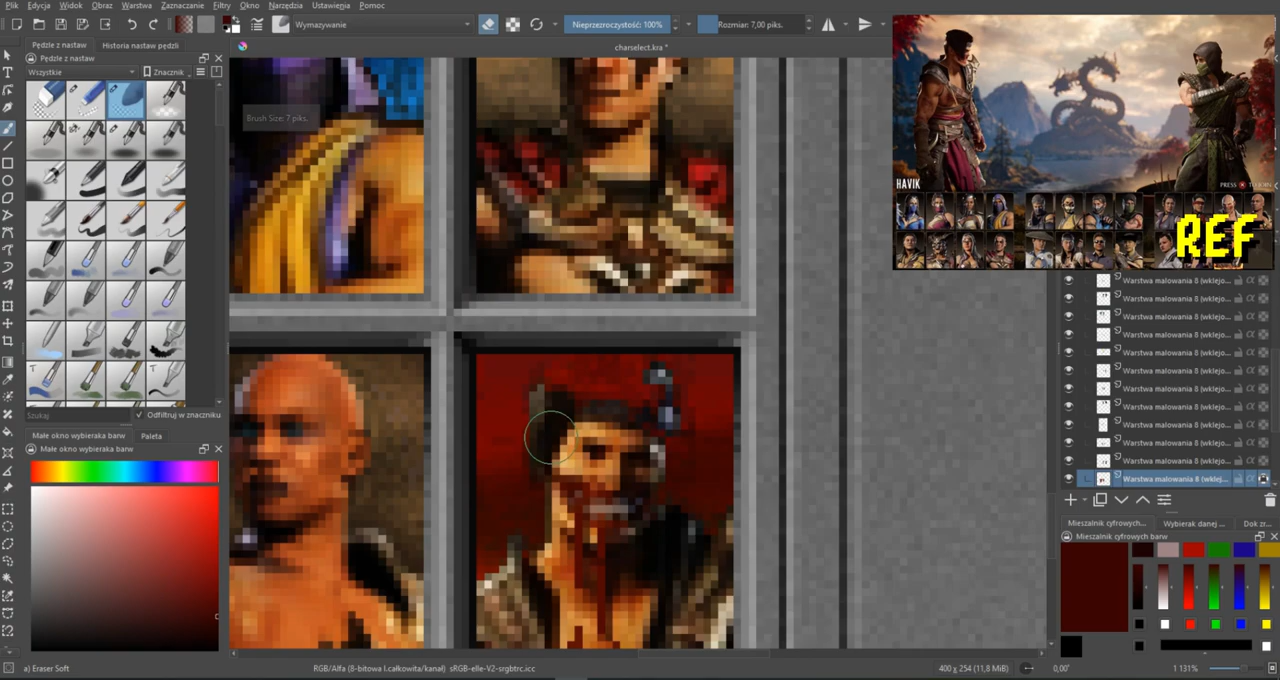 Plik Edycja Widok Obraz Warstwa Zaznaczanie Filtry Okno Narzędzia Ustawienia Pomoc
Wymazywanie
Nieprzezroczystość: 100%
Rozmiar: 7,00 piks.
Pędzle z nastaw
Historia nastaw pędzli
Pędzle z nastaw
Wszystkie
Znacznik
charselect.kra *
Brush Size: 7 piks.
HAVIK
REF
Szukaj
Odfiltruj w znaczniku
Małe okno wybieraka barw
Paleta
Małe okno wybieraka barw
Warstwa malowania 8 (wklejo...
Warstwa malowania 8 (wklejo...
Warstwa malowania 8 (wklejo...
Warstwa malowania 8 (wklejo...
Warstwa malowania 8 (wklejo...
Warstwa malowania 8 (wklejo...
Warstwa malowania 8 (wklejo...
Warstwa malowania 8 (wklejo...
Warstwa malowania 8 (wklejo...
Warstwa malowania 8 (wklejo...
Warstwa malowania 8 (wklejo...
Warstwa malowania 8 (wklej...
Mieszalnik cyfrowych...
Wybierak danej ...
Dok zr...
Mieszalnik cyfrowych barw
a) Eraser Soft
RGB/Alfa (8-bitowa l.całkowita/kanał) sRGB-elle-V2-srgbtrc.icc
400 x 254 (11,8 MiB)
0,00°
1 131%